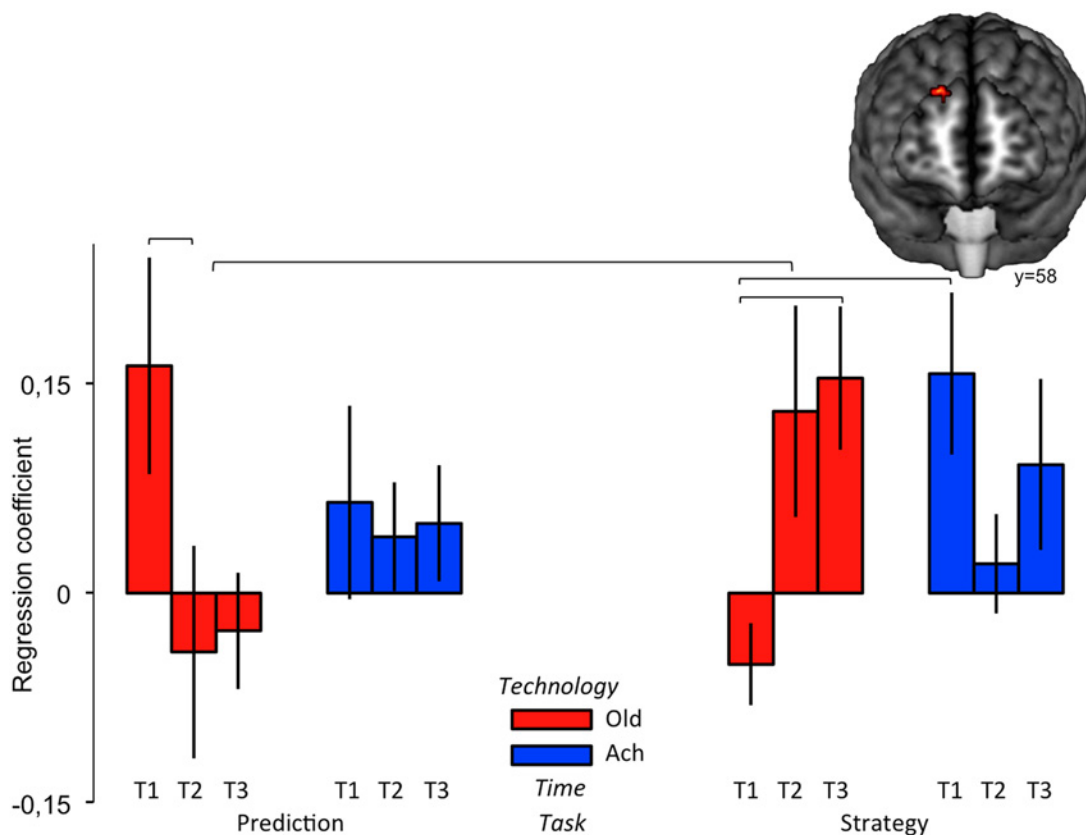 y=58
0,15
0
-0,15
Regression coefficient
Technology
Old
Ach
T1 T2 T3 T1 T2 T3 Time T1 T2 T3 T1 T2 T3
Prediction Task Strategy